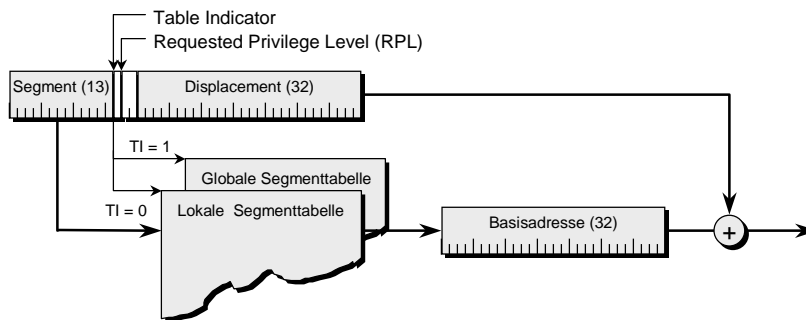 Table Indicator
Requested Privilege Level (RPL)
Segment (13)
Displacement (32)
TI = 1
Globale Segmenttabelle
TI = 0
Lokale Segmenttabelle
Basisadresse (32)
+